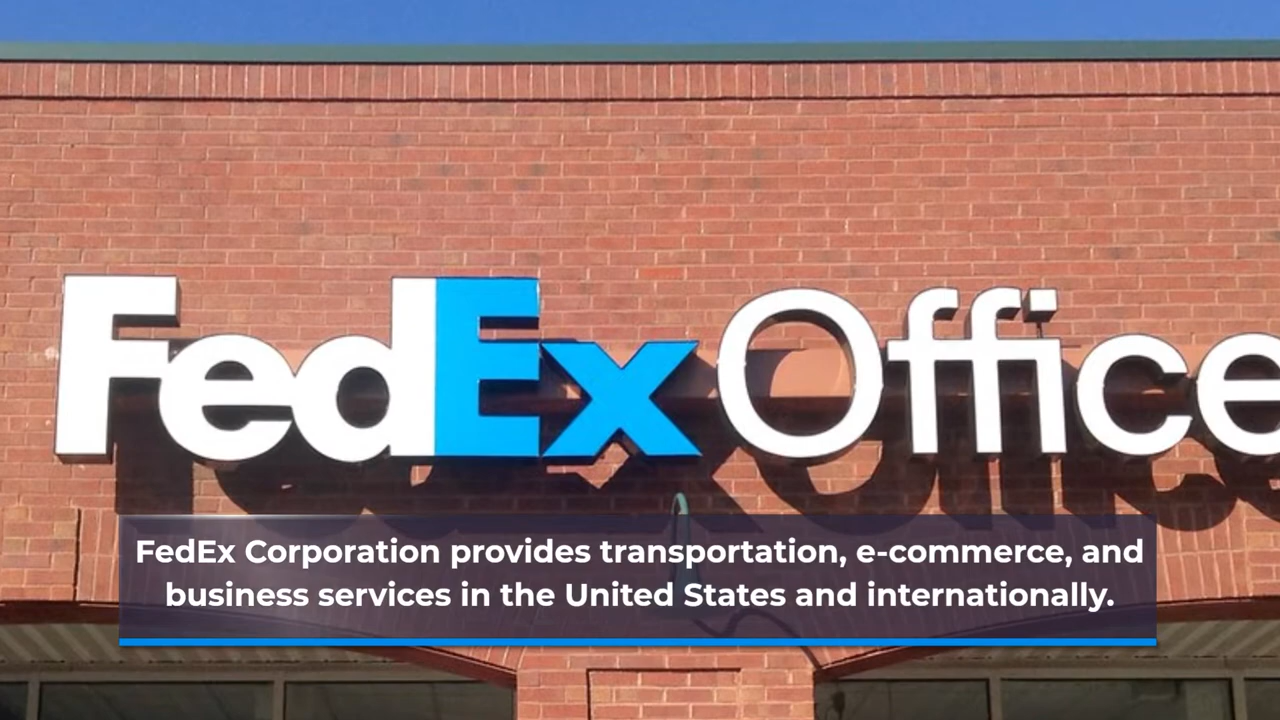 FedEx Office
FedEx Corporation provides transportation, e-commerce, and
business services in the United States and internationally.